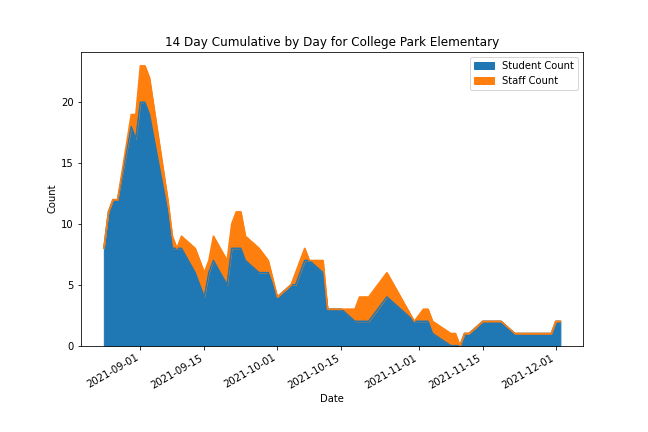 14 Day Cumulative by Day for College Park Elementary
Student Count
Staff Count
20
15
10
5
0
Count
2021-09-01
2021-09-15
2021-10-01
2021-10-15
2021-11-01
2021-11-15
2021-12-01
Date